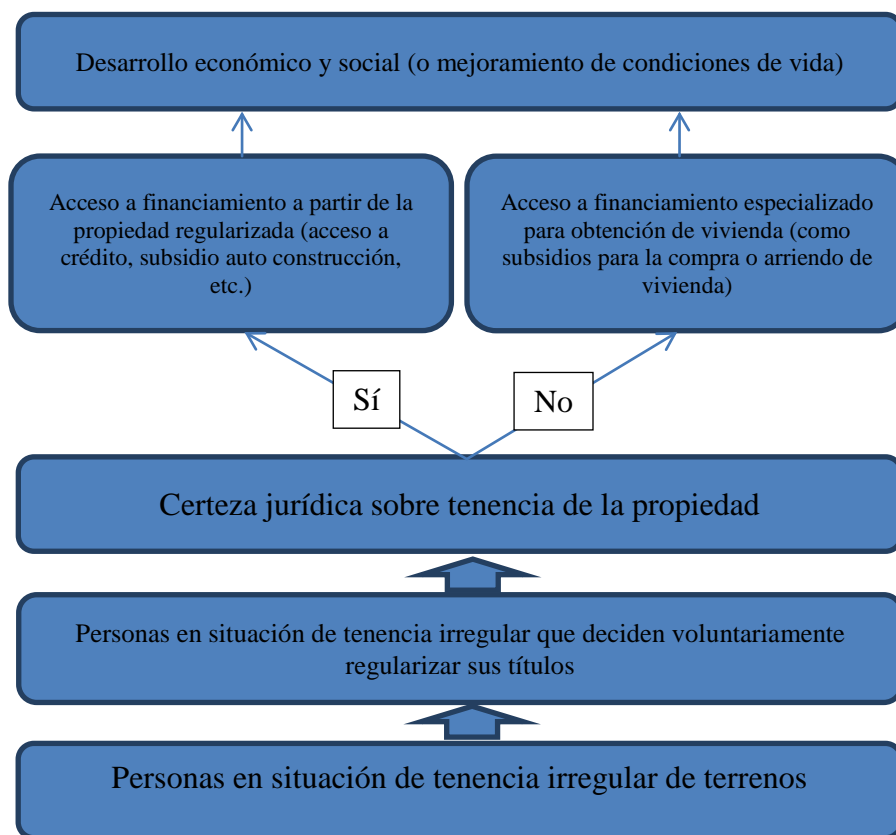 Desarrollo económico y social (o mejoramiento de condiciones de vida)
Acceso a financiamiento a partir de la
propiedad regularizada (acceso a
crédito, subsidio auto construcción,
etc.)
Acceso a financiamiento especializado
para obtención de vivienda (como
subsidios para la compra o arriendo de
vivienda)
Sí
No
Certeza jurídica sobre tenencia de la propiedad
Personas en situación de tenencia irregular que deciden voluntariamente
regularizar sus títulos
Personas en situación de tenencia irregular de terrenos